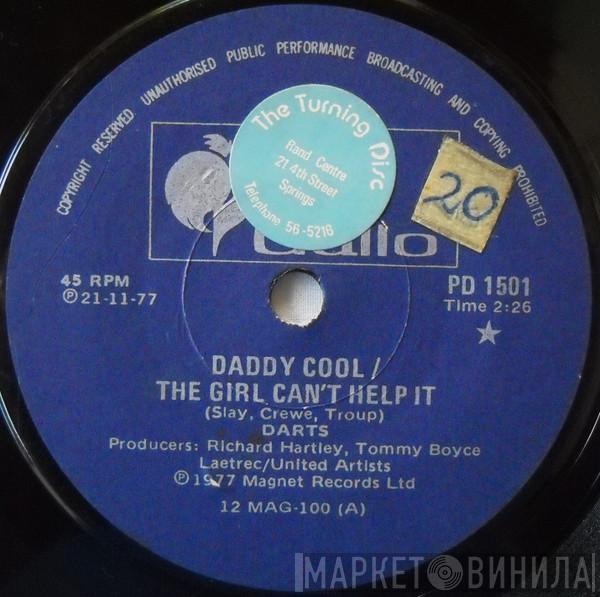 COPYRIGHT RESERVED UNAUTHORISED PUBLIC PERFORMANCE BROADCASTING AND COPYING PROHIBITED
The Turning Disc
Rand Centre
21 4th Street
Springs
Telephone 56-5216
20
Gallo
45 RPM
Ⓟ21-11-77
PD 1501
Time 2:26
DADDY COOL /
THE GIRL CAN'T HELP IT
(Slay, Crewe, Troup)
DARTS
Producers: Richard Hartley, Tommy Boyce
Laetrec/United Artists
Ⓟ 1977 Magnet Records Ltd
12 MAG-100 (A)
МАРКЕТ ВИНИЛА